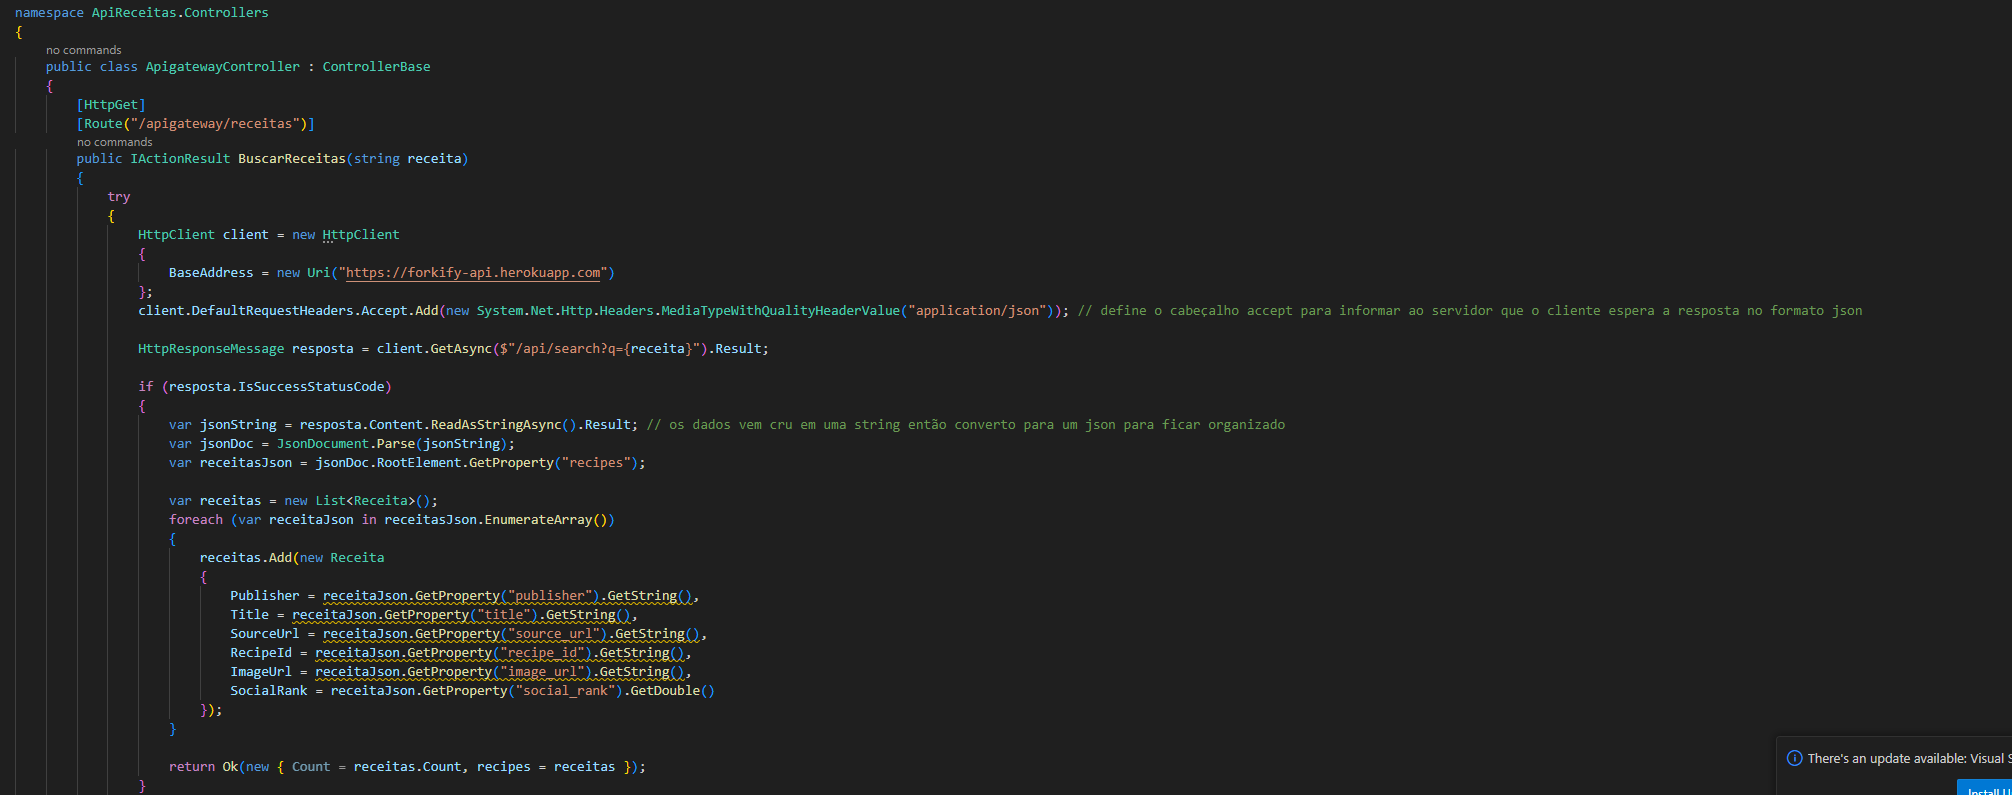 namespace ApiReceitas.Controllers
{
no commands
public class ApigatewayController : ControllerBase
{
[HttpGet]
[Route("/apigateway/receitas")]
no commands
public IActionResult BuscarReceitas(string receita)
{
try
{
HttpClient client = new HttpClient
{
BaseAddress = new Uri("https://forkify-api.herokuapp.com")
};
client.DefaultRequestHeaders.Accept.Add(new System.Net.Http.Headers.MediaTypeWithQualityHeaderValue("application/json")); // define o cabeçalho accept para informar ao servidor que o cliente espera a resposta no formato json
HttpResponseMessage resposta = client.GetAsync($"/api/search?q={receita}").Result;
if (resposta.IsSuccessStatusCode)
{
var jsonString = resposta.Content.ReadAsStringAsync().Result; // os dados vem cru em uma string então converto para um json para ficar organizado
var jsonDoc = JsonDocument.Parse(jsonString);
var receitasJson = jsonDoc.RootElement.GetProperty("recipes");
var receitas = new List<Receita>();
foreach (var receitaJson in receitasJson.EnumerateArray())
{
receitas.Add(new Receita
{
Publisher = receitaJson.GetProperty("publisher").GetString(),
Title = receitaJson.GetProperty("title").GetString(),
SourceUrl = receitaJson.GetProperty("source_url").GetString(),
RecipeId = receitaJson.GetProperty("recipe_id").GetString(),
ImageUrl = receitaJson.GetProperty("image_url").GetString(),
SocialRank = receitaJson.GetProperty("social_rank").GetDouble()
});
}
return Ok(new { Count = receitas.Count, recipes = receitas });
}
There's an update available: Visual S
Install U